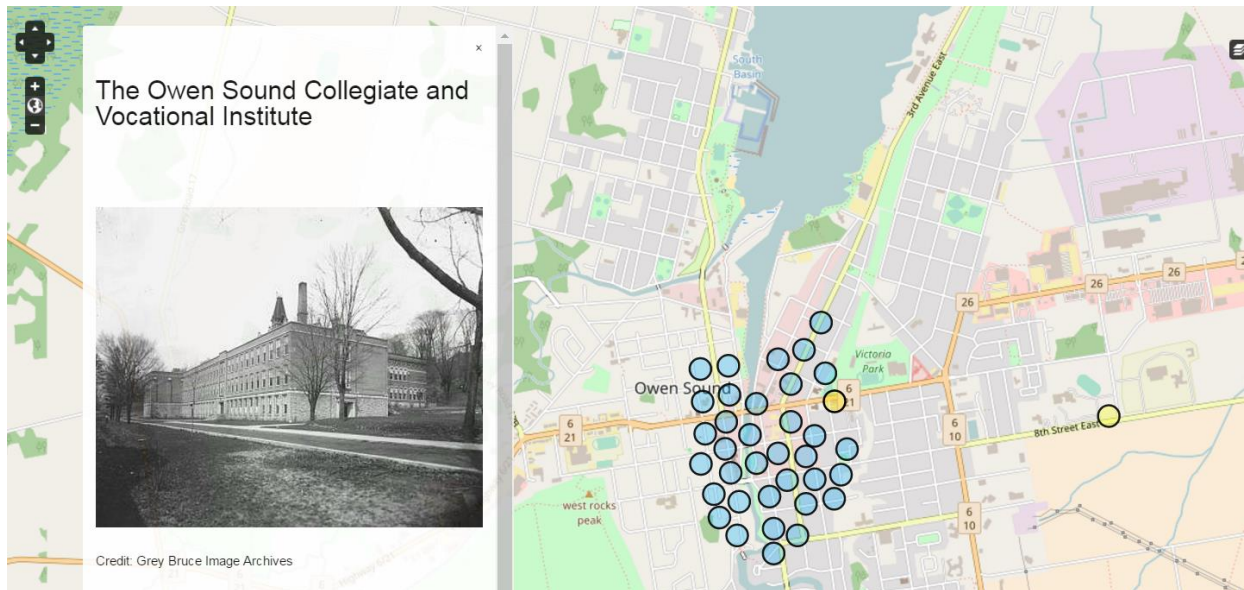 ×
The Owen Sound Collegiate and
Vocational Institute
Credit: Grey Bruce Image Archives
+
−
South
Basin
3rd Avenue East
26
26
26
Victoria
Park
Owen Sound
6
21
6
21
6
10
8th Street East
west rocks
peak
6
10